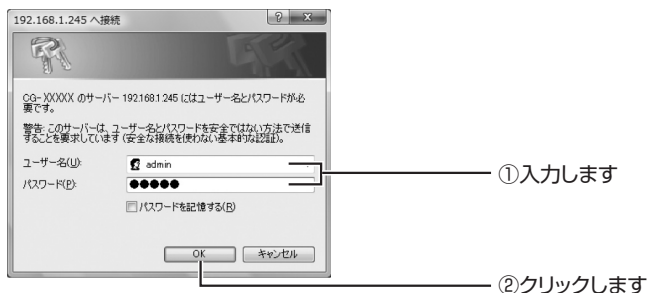 192.168.1.245 へ接続
CG-XXXXX のサーバー 192.168.1.245 にはユーザー名とパスワードが必
要です。
警告: このサーバーは、ユーザー名とパスワードを安全ではない方法で送信
することを要求しています (安全な接続を使わない基本的な認証)。
ユーザー名(U):
admin
パスワード(P):
●●●●●
パスワードを記憶する(R)
OK
キャンセル
①入力します
②クリックします